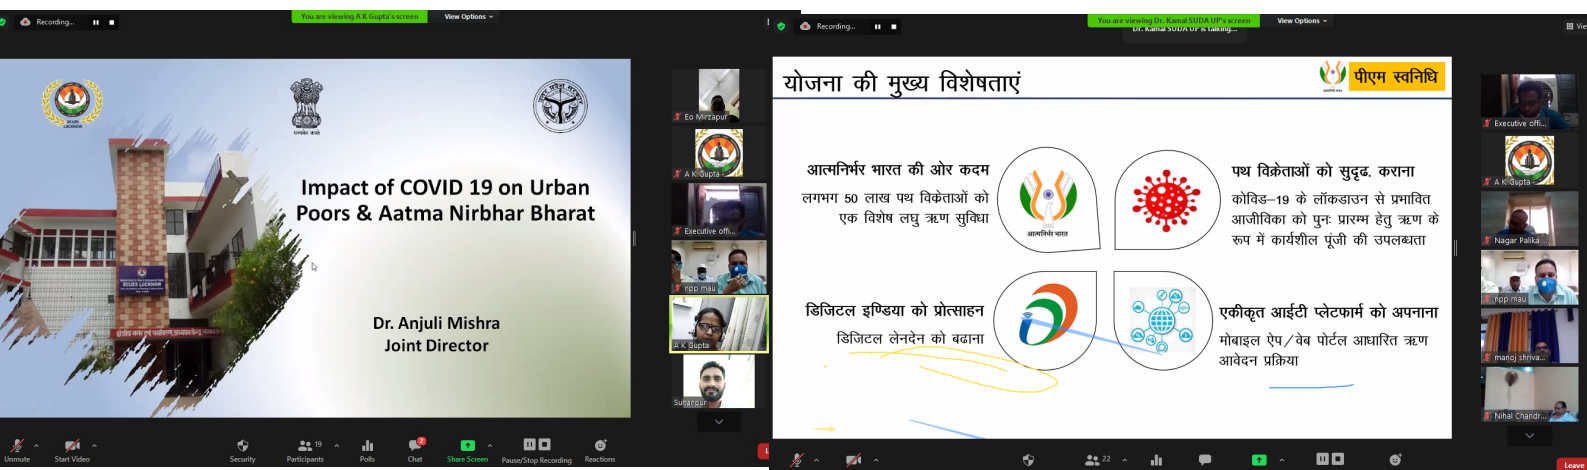 Recording...
You are viewing A K Gupta's screen
View Options
RCUES LUCKNOW
Impact of COVID 19 on Urban
Poors & Aatma Nirbhar Bharat
Dr. Anjuli Mishra
Joint Director
Eo Mirzapur
A K Gupta
Executive offi...
npp mau
A K Gupta
Sultanpur
Unmute
Start Video
Security
19
Participants
Polls
2
Chat
Share Screen
Pause/Stop Recording
Reactions
Recording...
You are viewing Dr. Kamal SUDA UP's screen
View Options
Dr. Kamal SUDA UP is talking...
योजना की मुख्य विशेषताएं
पीएम स्वनिधि
आत्मनिर्भर भारत की ओर कदम
लगभग 50 लाख पथ विक्रेताओं को
एक विशेष लघु ऋण सुविधा
आत्मनिर्भर भारत
पथ विक्रेताओं को सुदृढ. कराना
कोविड–19 के लॉकडाउन से प्रभावित
आजीविका को पुनः प्रारम्भ हेतु ऋण के
रूप में कार्यशील पूंजी की उपलब्धता
डिजिटल इण्डिया को प्रोत्साहन
डिजिटल लेनदेन को बढाना
एकीकृत आईटी प्लेटफार्म को अपनाना
मोबाइल ऐप/वेब पोर्टल आधारित ऋण
आवेदन प्रक्रिया
Executive offi...
A K Gupta
Nagar Palika ...
npp mau
manoj shriva...
Nihal Chandr...
22
Leave